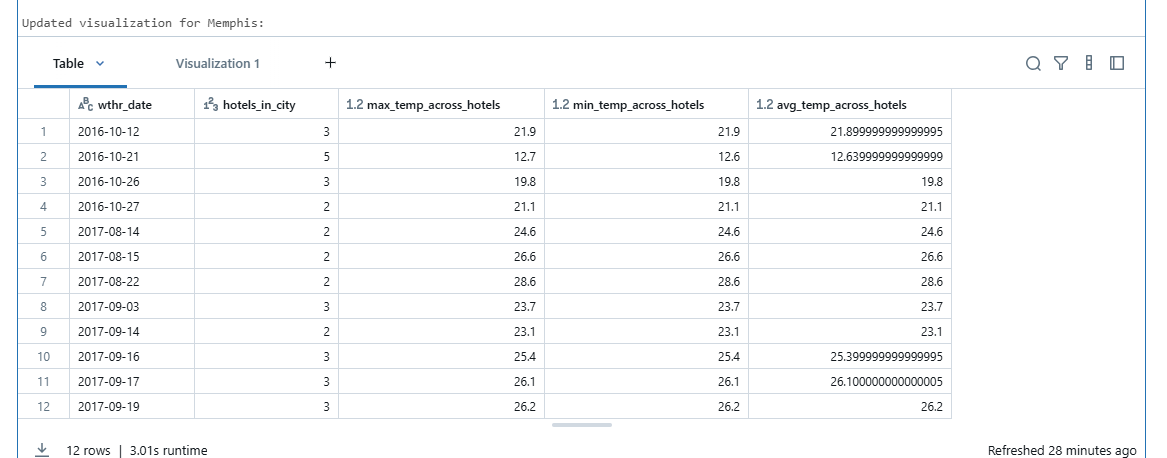 Updated visualization for Memphis:
Table Visualization 1 +
ABC wthr_date 123 hotels_in_city 1.2 max_temp_across_hotels 1.2 min_temp_across_hotels 1.2 avg_temp_across_hotels
1 2016-10-12 3 21.9 21.9 21.899999999999995
2 2016-10-21 5 12.7 12.6 12.639999999999999
3 2016-10-26 3 19.8 19.8 19.8
4 2016-10-27 2 21.1 21.1 21.1
5 2017-08-14 2 24.6 24.6 24.6
6 2017-08-15 2 26.6 26.6 26.6
7 2017-08-22 2 28.6 28.6 28.6
8 2017-09-03 3 23.7 23.7 23.7
9 2017-09-14 2 23.1 23.1 23.1
10 2017-09-16 3 25.4 25.4 25.399999999999995
11 2017-09-17 3 26.1 26.1 26.100000000000005
12 2017-09-19 3 26.2 26.2 26.2
12 rows | 3.01s runtime Refreshed 28 minutes ago